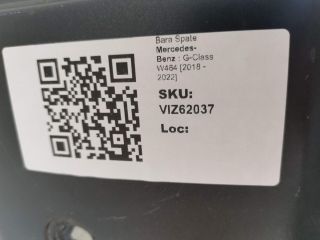 Bara Spate
Mercedes-
Benz : G-Class
W464 [2018 -
2022]
SKU:
VIZ62037
Loc: